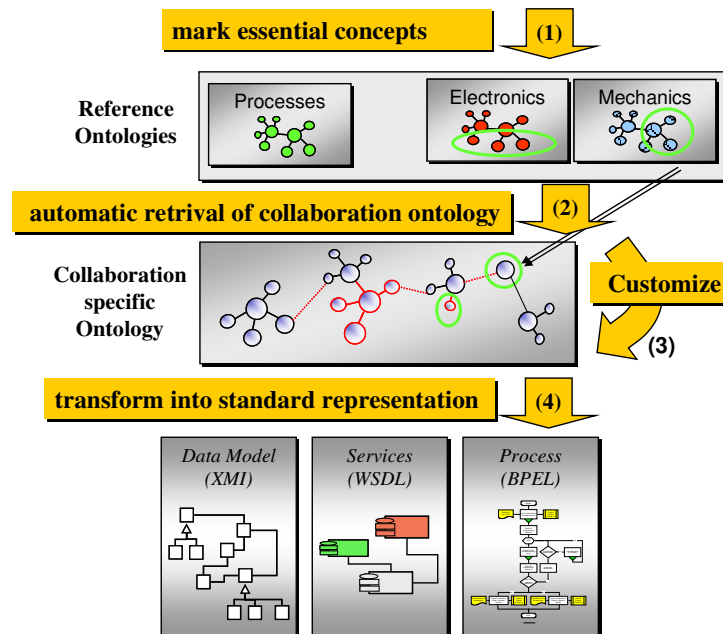 mark essential concepts
(1)
Reference
Ontologies
Processes
Electronics
Mechanics
automatic retrival of collaboration ontology
(2)
Collaboration
specific
Ontology
Customize
(3)
transform into standard representation
(4)
Data Model
(XMI)
Services
(WSDL)
Process
(BPEL)